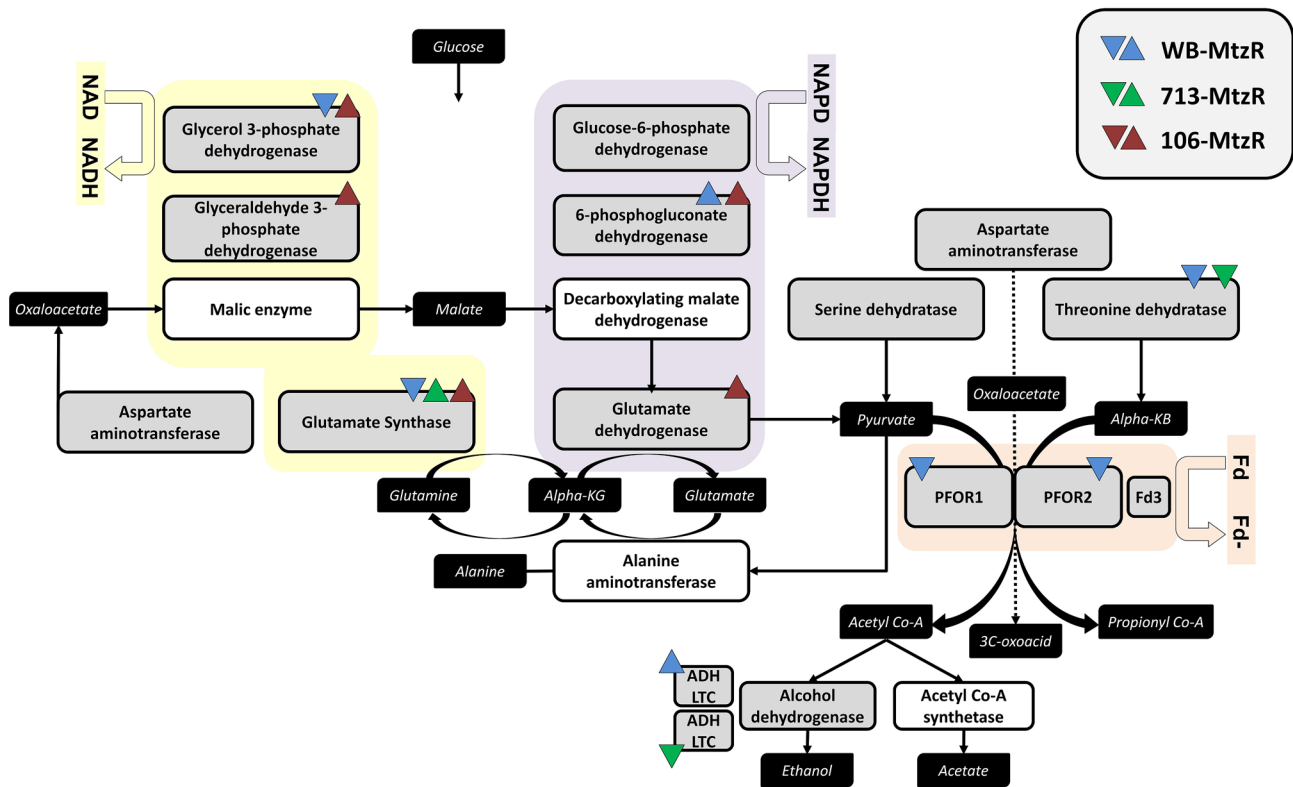 Glucose
WB-MtzR
713-MtzR
106-MtzR
NAD
NADH
Glycerol 3-phosphate
dehydrogenase
Glyceraldehyde 3-
phosphate
dehydrogenase
Malic enzyme
Glucose-6-phosphate
dehydrogenase
6-phosphogluconate
dehydrogenase
Decarboxylating malate
dehydrogenase
NAPD
NAPDH
Oxaloacetate
Malate
Aspartate
aminotransferase
Glutamate Synthase
Glutamate
dehydrogenase
Aspartate
aminotransferase
Serine dehydratase
Threonine dehydratase
Oxaloacetate
Pyurvate
Alpha-KB
PFOR1
PFOR2
Fd3
Fd
Fd-
Glutamine
Alpha-KG
Glutamate
Alanine
Alanine
aminotransferase
Acetyl Co-A
3C-oxoacid
Propionyl Co-A
ADH
LTC
ADH
LTC
Alcohol
dehydrogenase
Acetyl Co-A
synthetase
Ethanol
Acetate